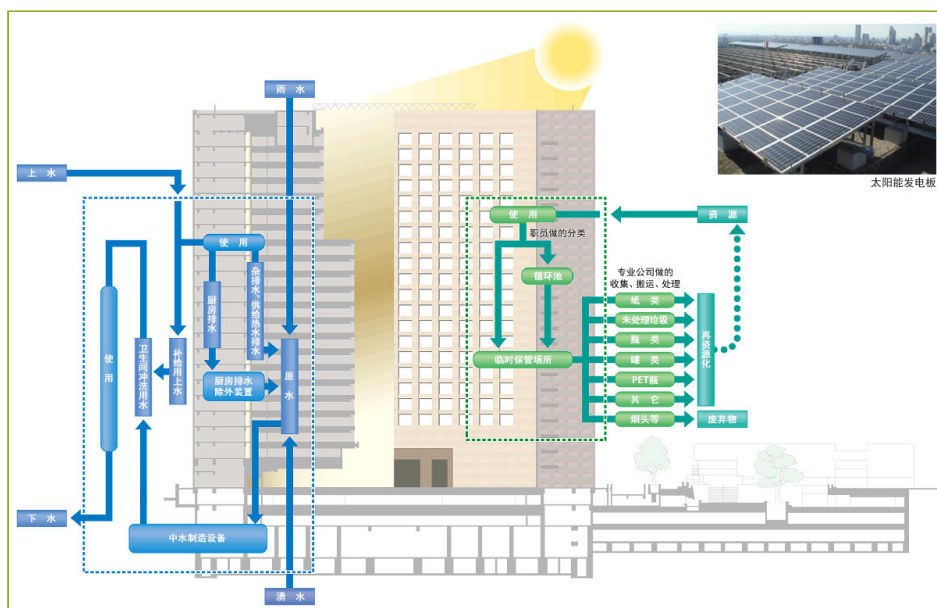 雨 水
太阳能发电板
上 水
使 用
职员做的分类
资 源
循环池
专业公司做的
收集、搬运、处理
厨房排水
杂排水、供给热水排水
纸 类
未处理垃圾
瓶 类
罐 类
PET瓶
其 它
烟头等
再资源化
废弃物
临时保管场所
使 用
卫生间冲洗用水
补给用上水
厨房排水
除外装置
原 水
使 用
下 水
中水制造设备
湧 水